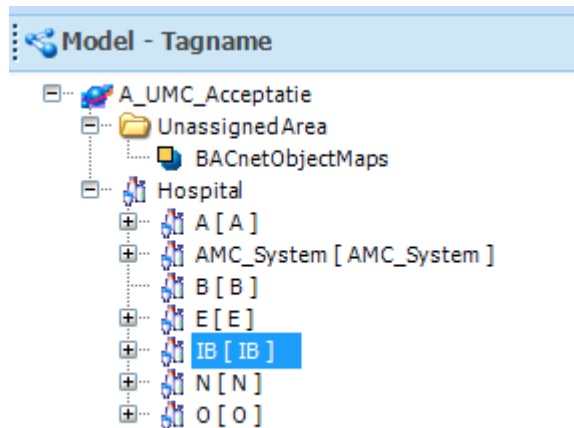 Model - Tagname
A_UMC_Acceptatie
UnassignedArea
BACnetObjectMaps
Hospital
A [ A ]
AMC_System [ AMC_System ]
B [ B ]
E [ E ]
IB [ IB ]
N [ N ]
O [ O ]